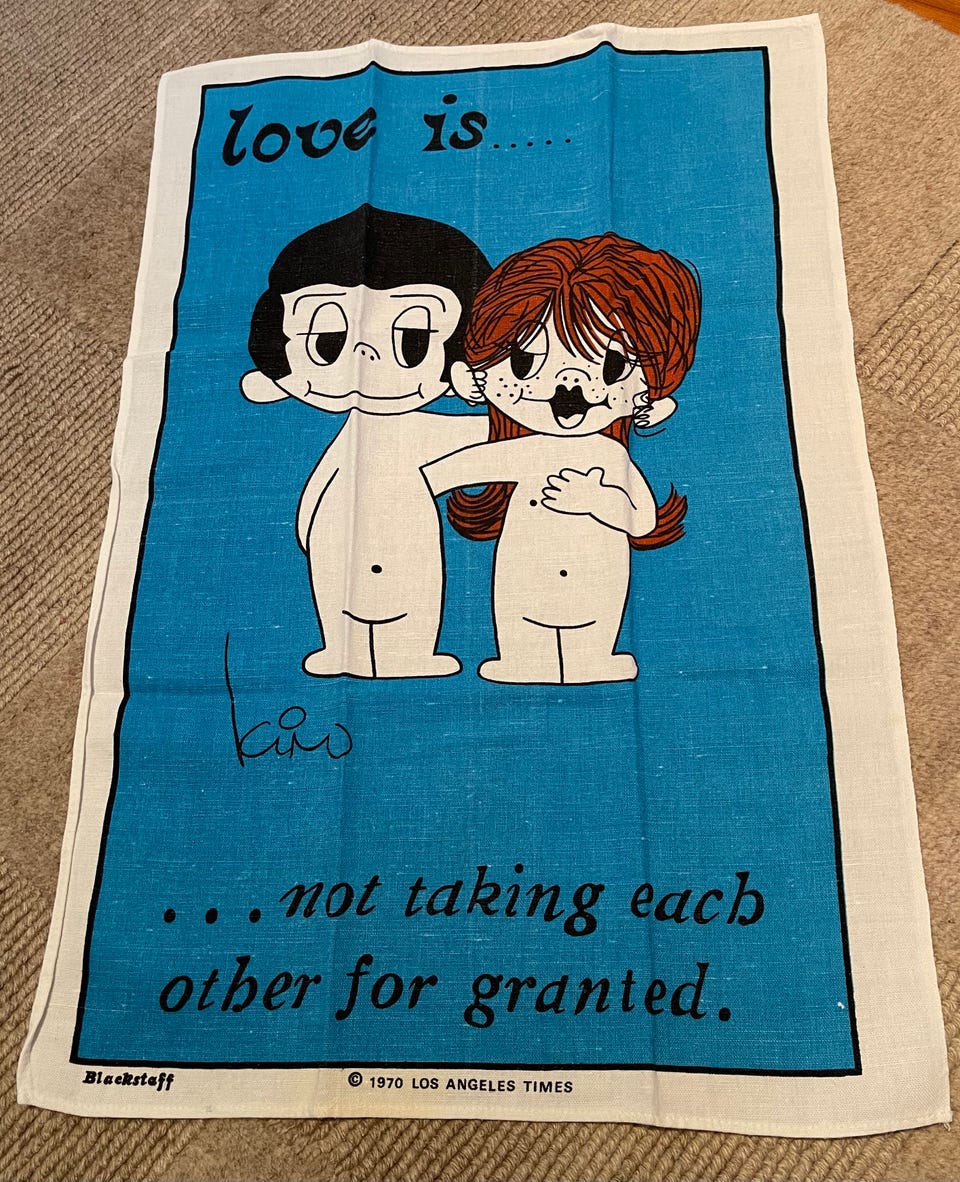 love is.....
kim
...not taking each
other for granted.
Blackstaff
© 1970 LOS ANGELES TIMES